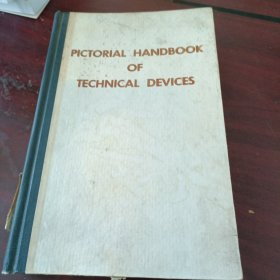 PICTORIAL HANDBOOK
OF
TECHNICAL DEVICES